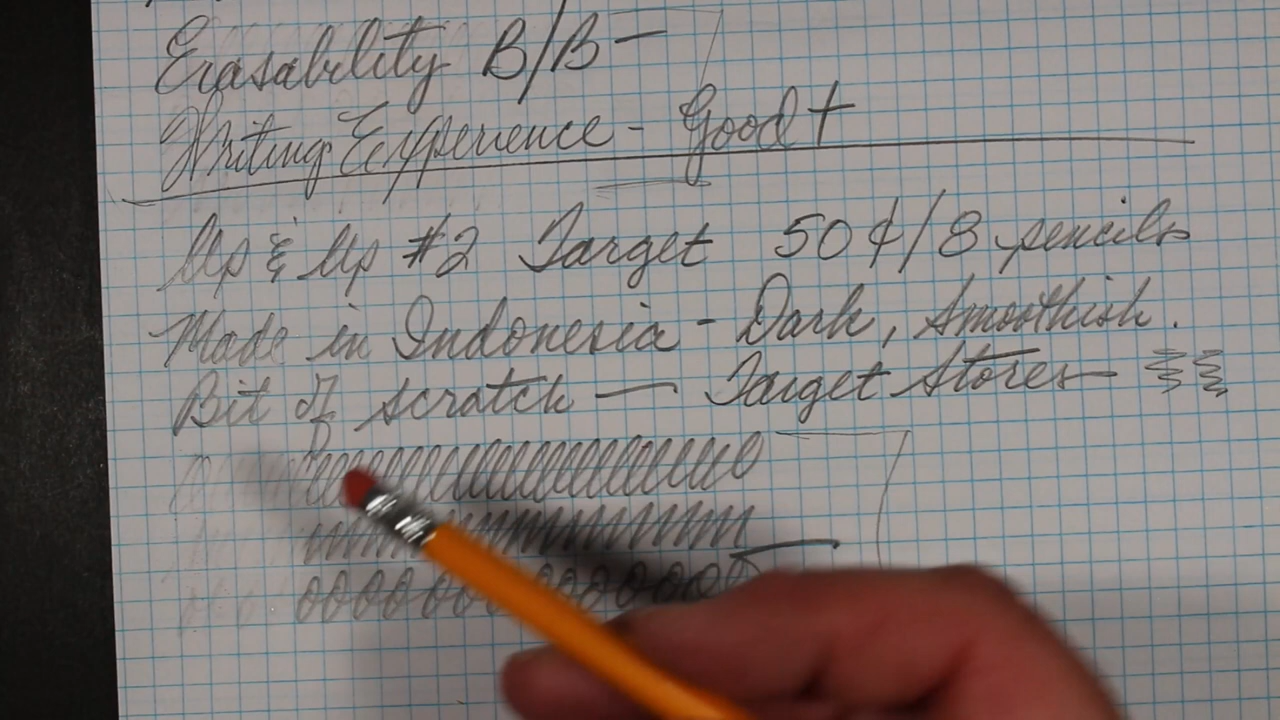 Erasability B/B-
Writing Experience - Good+
Up & Up #2 Target 50¢/8 pencils
Made in Indonesia - Dark, Smoothish.
Bit of scratch — Target Stores